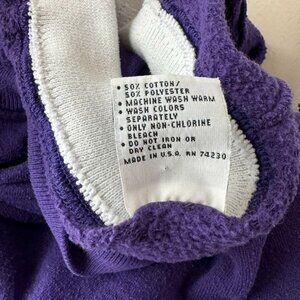 • 50% COTTON/
50% POLYESTER
• MACHINE WASH WARM
• WASH COLORS
SEPARATELY
• ONLY NON-CHLORINE
BLEACH
• DO NOT IRON OR
DRY CLEAN
MADE IN U.S.A. RN 74230